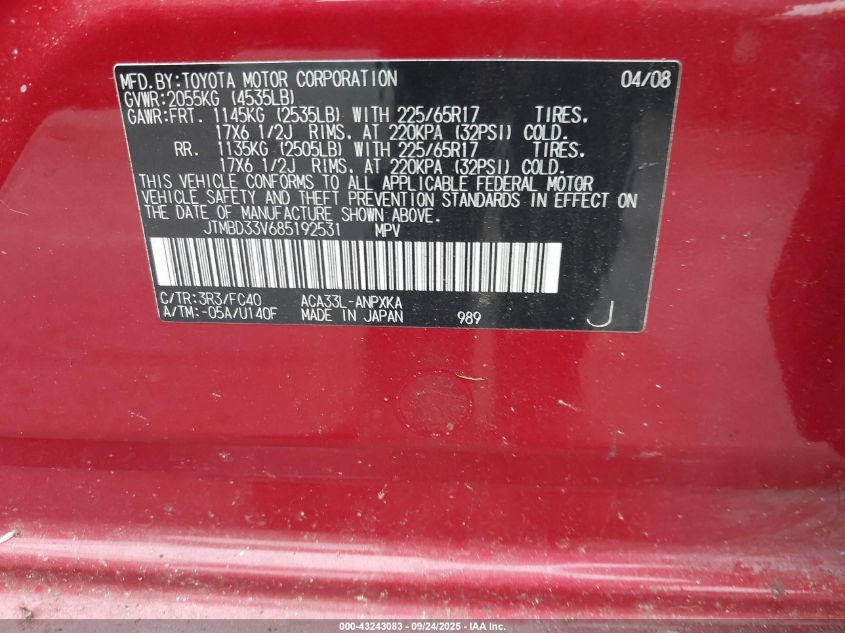 MFD.BY:TOYOTA MOTOR CORPORATION 04/08
GVWR:2055KG (4535LB)
GAWR:FRT. 1145KG (2535LB) WITH 225/65R17 TIRES.
17X6 1/2J RIMS. AT 220KPA (32PSI) COLD.
RR. 1135KG (2505LB) WITH 225/65R17 TIRES.
17X6 1/2J RIMS. AT 220KPA (32PSI) COLD.
THIS VEHICLE CONFORMS TO ALL APPLICABLE FEDERAL MOTOR
VEHICLE SAFETY AND THEFT PREVENTION STANDARDS IN EFFECT ON
THE DATE OF MANUFACTURE SHOWN ABOVE.
JTMBD33V685192531 MPV
C/TR:3R3/FC40 ACA33L-ANPXKA
A/TM:-05A/U140F MADE IN JAPAN 989 J
000-43243083 - 09/24/2025 - IAA Inc.